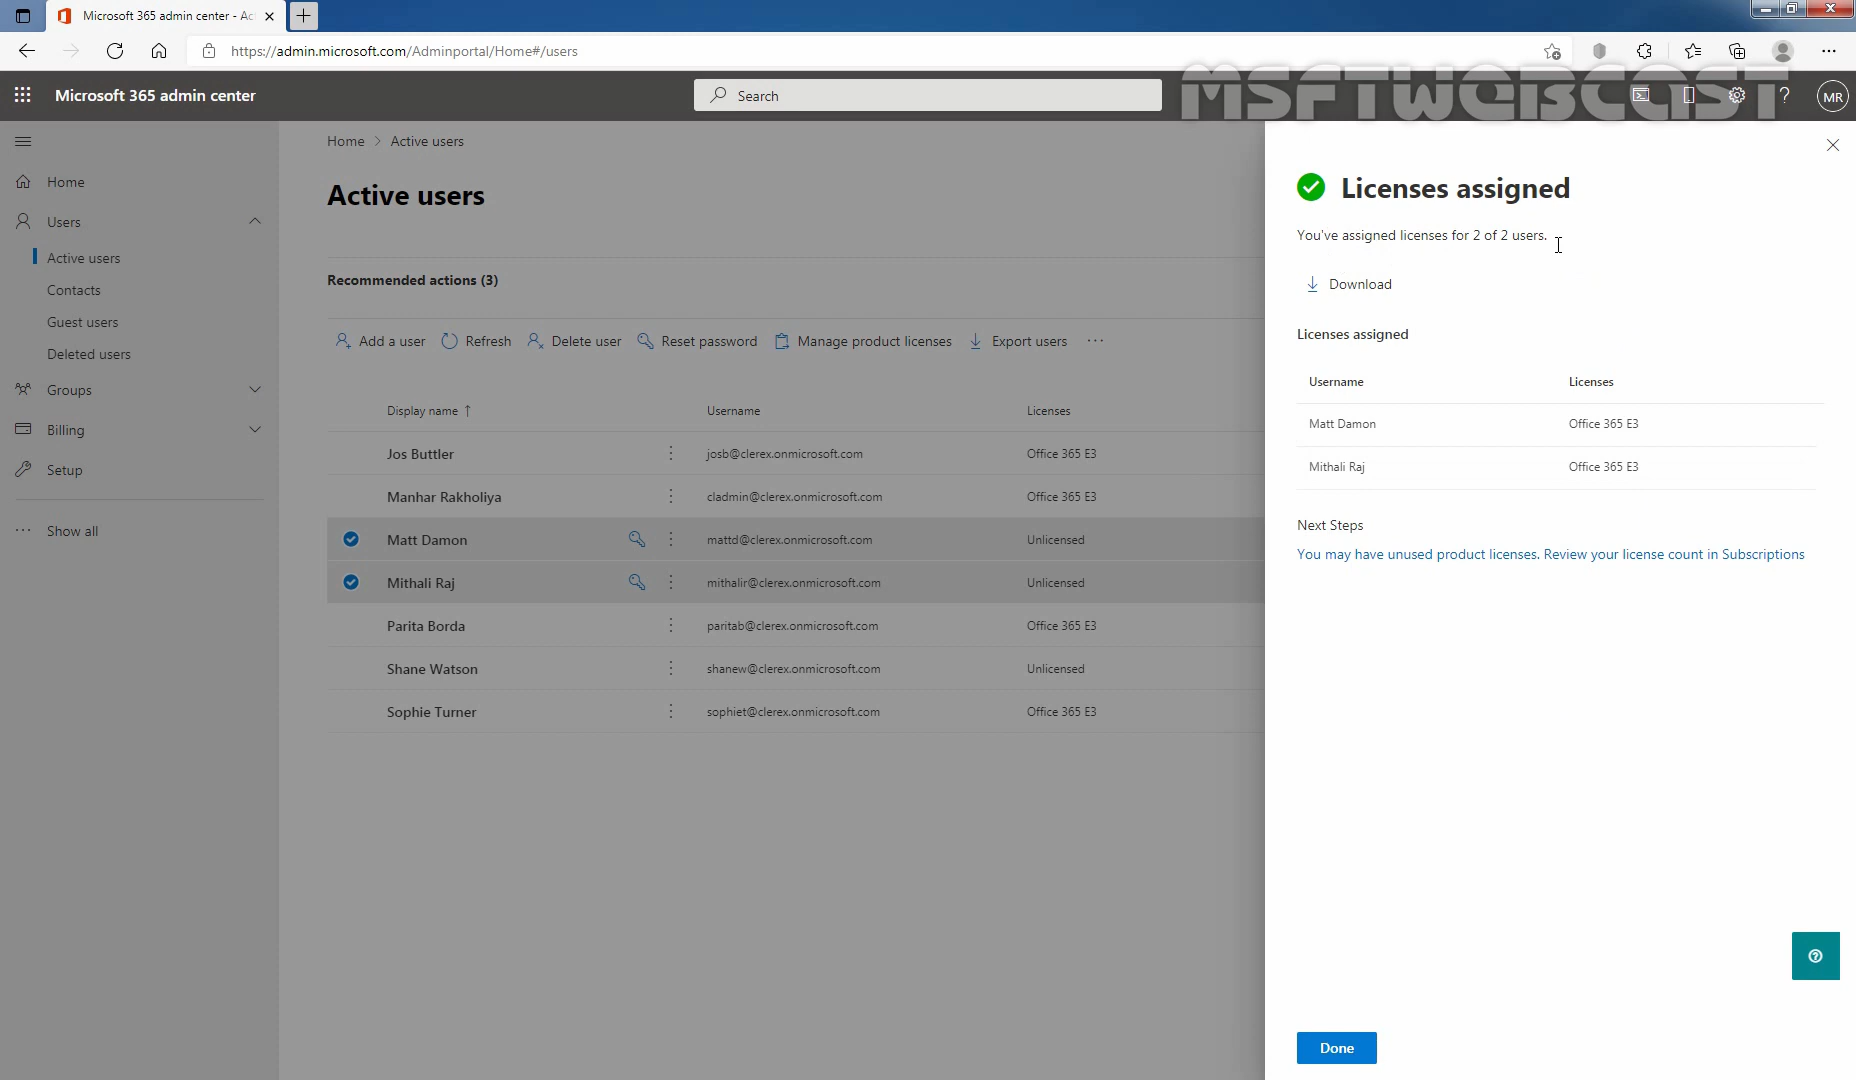 Microsoft 365 admin center - Ac
https://admin.microsoft.com/Adminportal/Home#/users
Microsoft 365 admin center
Search
MSFTWEBCAST
MR
Home
Users
Active users
Contacts
Guest users
Deleted users
Groups
Billing
Setup
Show all
Home > Active users
Active users
Recommended actions (3)
Add a user Refresh Delete user Reset password Manage product licenses Export users
Display name ↑ Username Licenses
Jos Buttler josb@clerex.onmicrosoft.com Office 365 E3
Manhar Rakholiya cladmin@clerex.onmicrosoft.com Office 365 E3
Matt Damon mattd@clerex.onmicrosoft.com Unlicensed
Mithali Raj mithalir@clerex.onmicrosoft.com Unlicensed
Parita Borda paritab@clerex.onmicrosoft.com Office 365 E3
Shane Watson shanew@clerex.onmicrosoft.com Unlicensed
Sophie Turner sophiet@clerex.onmicrosoft.com Office 365 E3
Licenses assigned
You've assigned licenses for 2 of 2 users.
Download
Licenses assigned
Username Licenses
Matt Damon Office 365 E3
Mithali Raj Office 365 E3
Next Steps
You may have unused product licenses. Review your license count in Subscriptions
Done